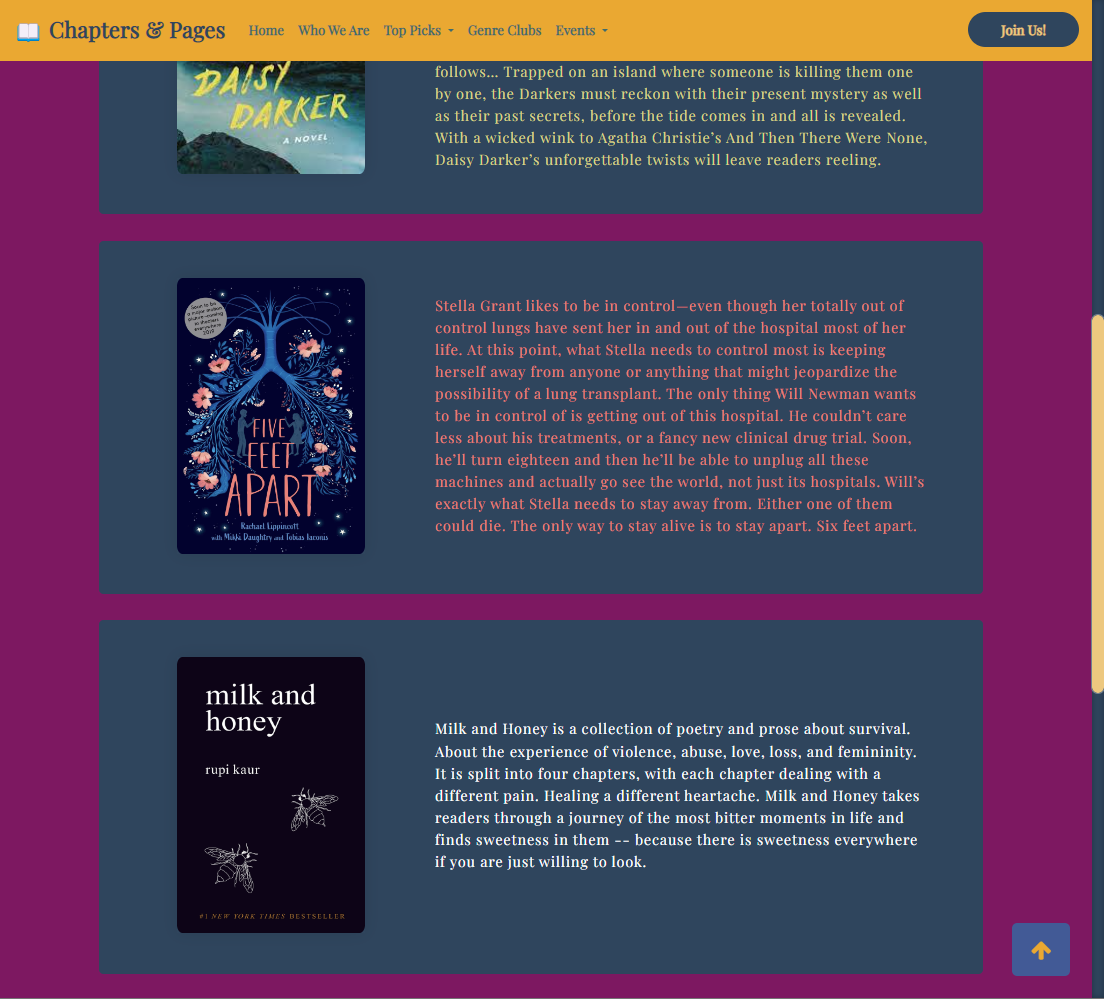 Chapters & Pages Home Who We Are Top Picks Genre Clubs Events Join Us!
DAISY
DARKER
A NOVEL
follows... Trapped on an island where someone is killing them one
by one, the Darkers must reckon with their present mystery as well
as their past secrets, before the tide comes in and all is revealed.
With a wicked wink to Agatha Christie’s And Then There Were None,
Daisy Darker’s unforgettable twists will leave readers reeling.
Soon to be
a major motion
picture—coming
to theaters
everywhere
2019
FIVE
FEET
APART
Rachael Lippincott
with Mikki Daughtry and Tobias Iaconis
Stella Grant likes to be in control—even though her totally out of
control lungs have sent her in and out of the hospital most of her
life. At this point, what Stella needs to control most is keeping
herself away from anyone or anything that might jeopardize the
possibility of a lung transplant. The only thing Will Newman wants
to be in control of is getting out of this hospital. He couldn’t care
less about his treatments, or a fancy new clinical drug trial. Soon,
he’ll turn eighteen and then he’ll be able to unplug all these
machines and actually go see the world, not just its hospitals. Will’s
exactly what Stella needs to stay away from. Either one of them
could die. The only way to stay alive is to stay apart. Six feet apart.
milk and
honey
rupi kaur
#1 NEW YORK TIMES BESTSELLER
Milk and Honey is a collection of poetry and prose about survival.
About the experience of violence, abuse, love, loss, and femininity.
It is split into four chapters, with each chapter dealing with a
different pain. Healing a different heartache. Milk and Honey takes
readers through a journey of the most bitter moments in life and
finds sweetness in them -- because there is sweetness everywhere
if you are just willing to look.